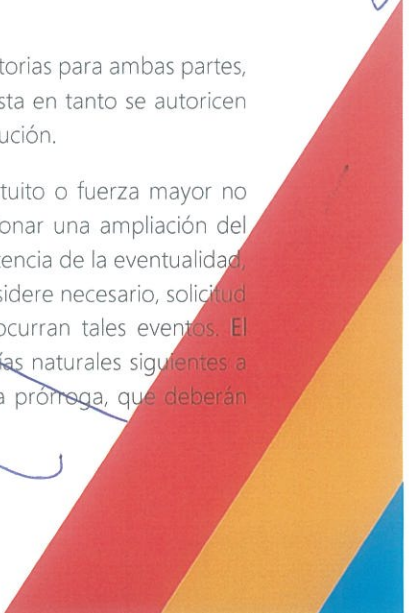 torias para ambas partes,
sta en tanto se autoricen
ución.
tuito o fuerza mayor no
onar una ampliación del
tencia de la eventualidad,
sidere necesario, solicitud
ocurran tales eventos. El
ías naturales siguientes a
a prórroga, que deberán